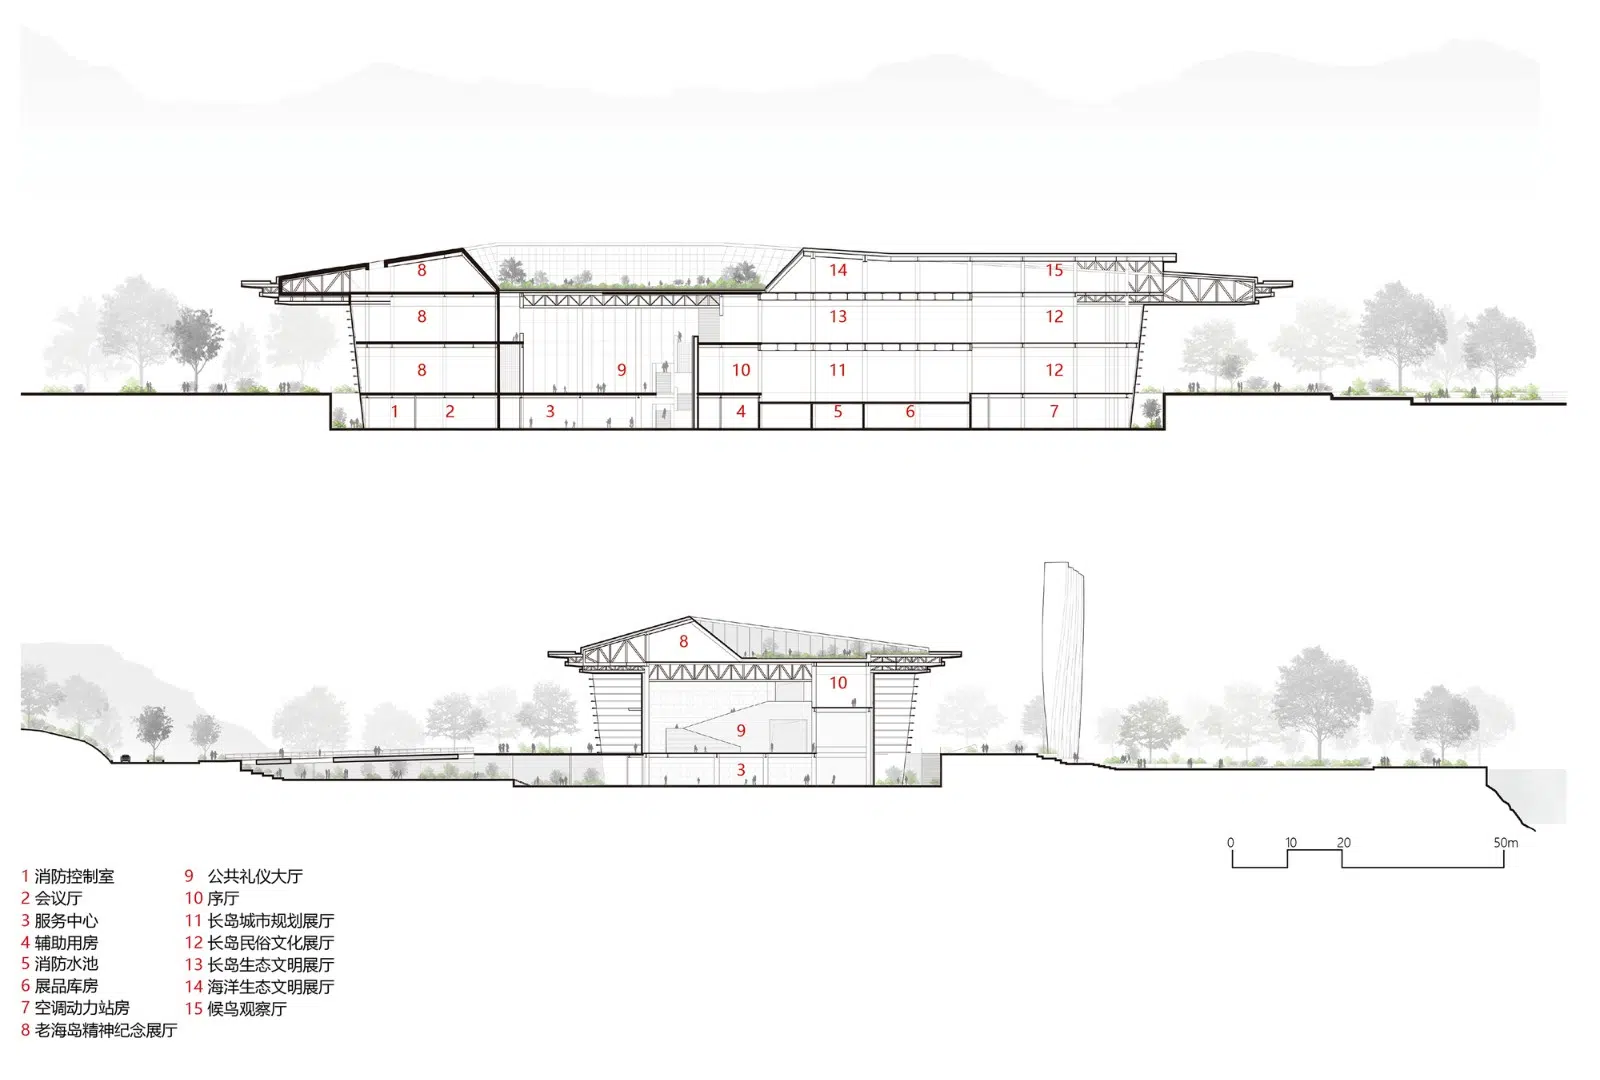 8
14
15
8
13
12
8
9
10
11
12
1
2
3
4
5
6
7
8
10
9
3
0 10 20 50m
1 消防控制室
2 会议厅
3 服务中心
4 辅助用房
5 消防水池
6 展品库房
7 空调动力站房
8 老海岛精神纪念展厅
9 公共礼仪大厅
10 序厅
11 长岛城市规划展厅
12 长岛民俗文化展厅
13 长岛生态文明展厅
14 海洋生态文明展厅
15 候鸟观察厅